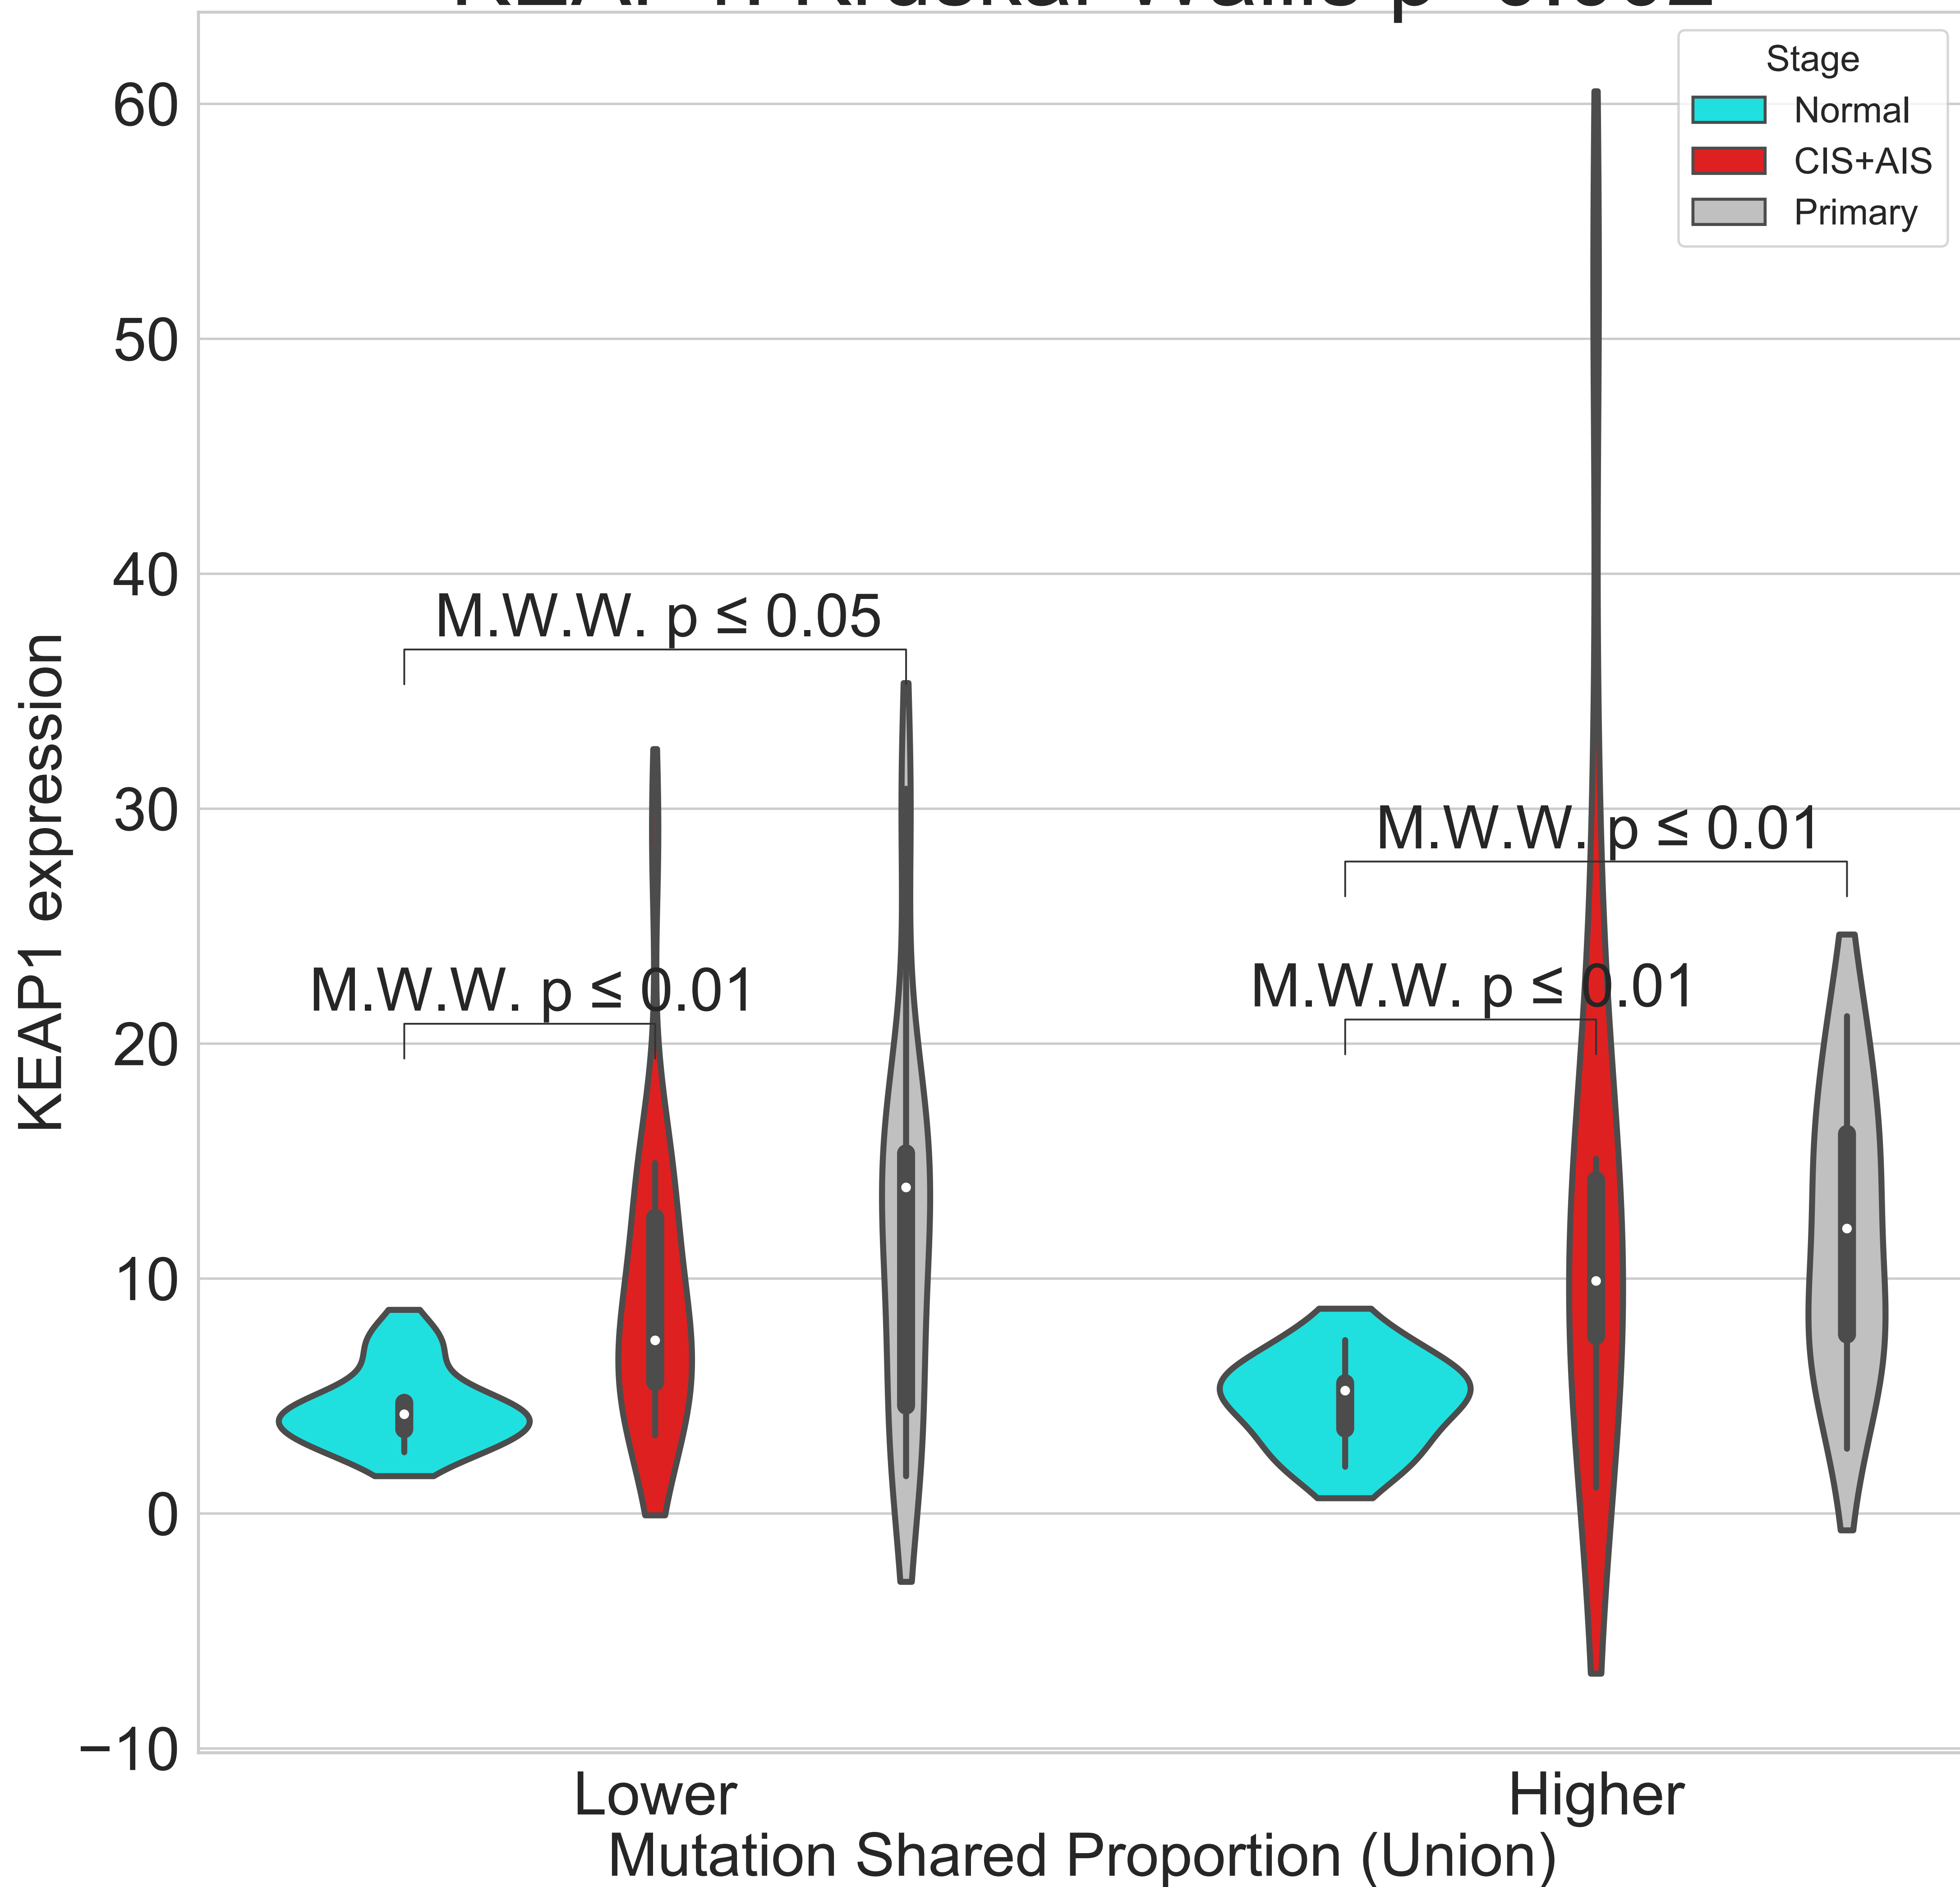 Stage
Normal
CIS+AIS
Primary
KEAP1 expression
60
50
40
30
20
10
0
−10
M.W.W. p ≤ 0.05
M.W.W. p ≤ 0.01
M.W.W. p ≤ 0.01
M.W.W. p ≤ 0.01
Lower
Higher
Mutation Shared Proportion (Union)